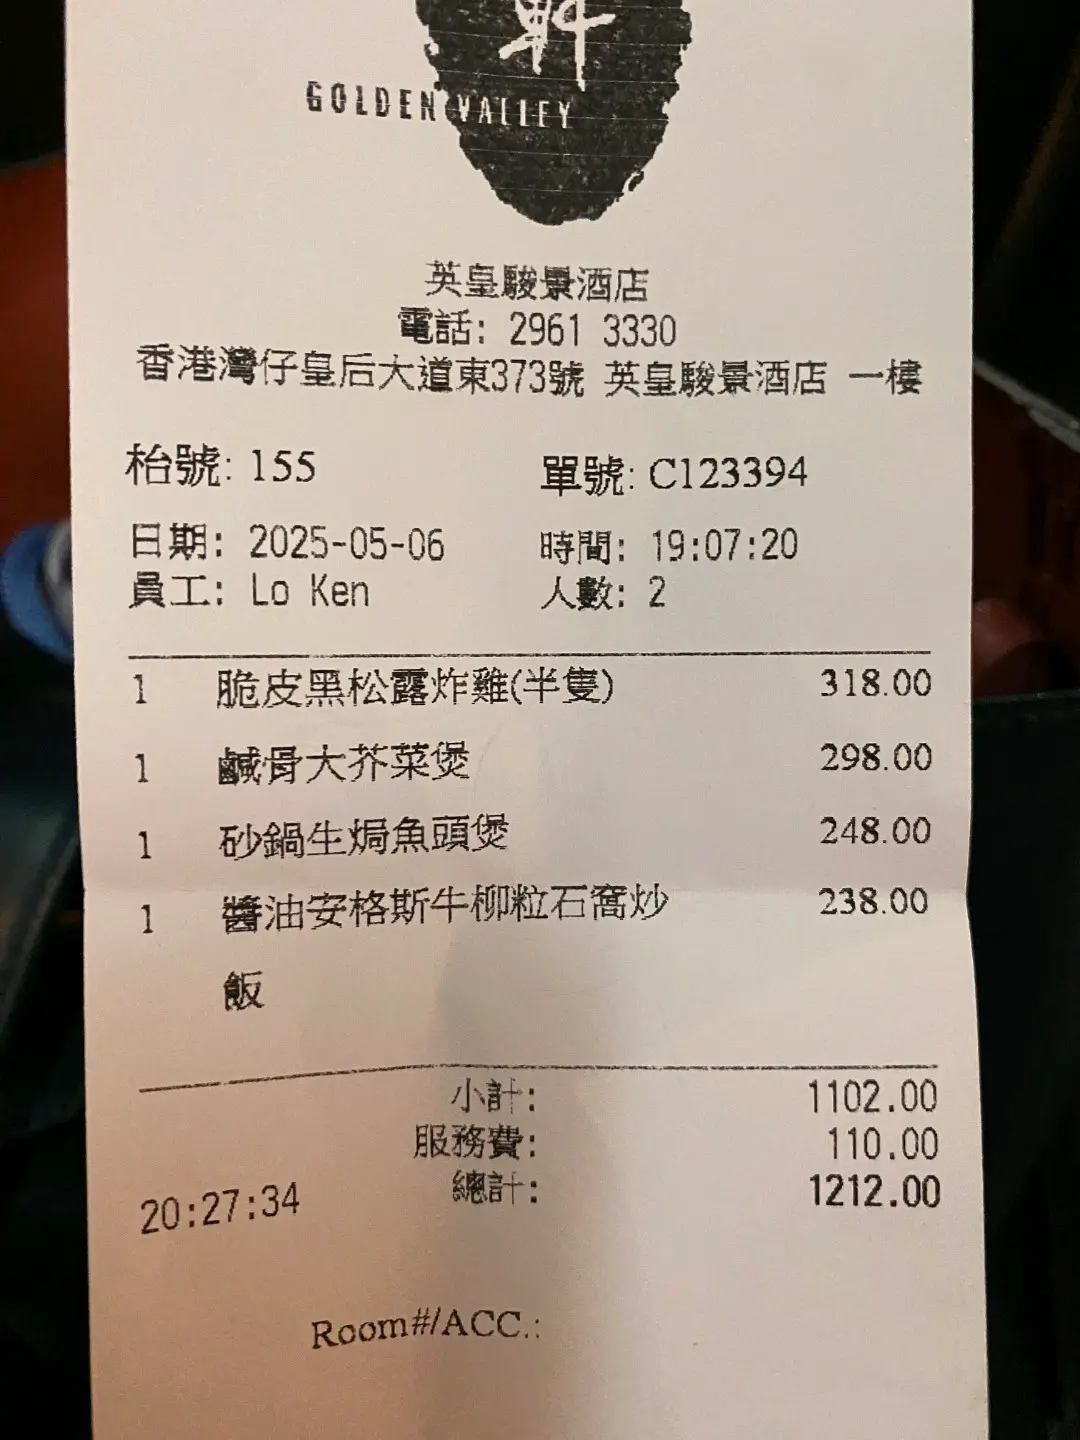 軒
GOLDEN VALLEY
英皇駿景酒店
電話: 2961 3330
香港灣仔皇后大道東373號 英皇駿景酒店 一樓
枱號: 155 單號: C123394
日期: 2025-05-06 時間: 19:07:20
員工: Lo Ken 人數: 2
1 脆皮黑松露炸雞(半隻) 318.00
1 鹹骨大芥菜煲 298.00
1 砂鍋生焗魚頭煲 248.00
1 醬油安格斯牛柳粒石窩炒 238.00
飯
小計: 1102.00
服務費: 110.00
總計: 1212.00
20:27:34
Room#/ACC.: